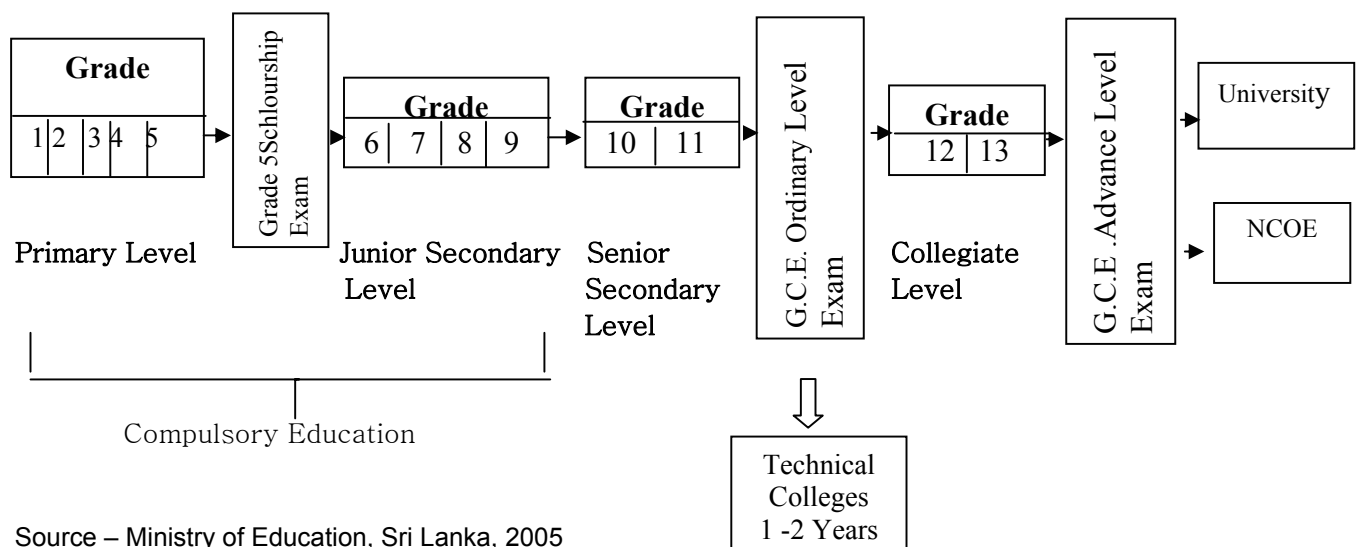 Grade
1 2 3 4 5
Primary Level
Grade 5Schlourship
Exam
Grade
6 7 8 9
Junior Secondary
Level
Grade
10 11
Senior
Secondary
Level
G.C.E. Ordinary Level
Exam
Grade
12 13
Collegiate
Level
G.C.E .Advance Level
Exam
University
NCOE
Compulsory Education
Technical
Colleges
1 -2 Years
Source – Ministry of Education, Sri Lanka, 2005